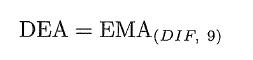 DEA = EMA(DIF, 9)